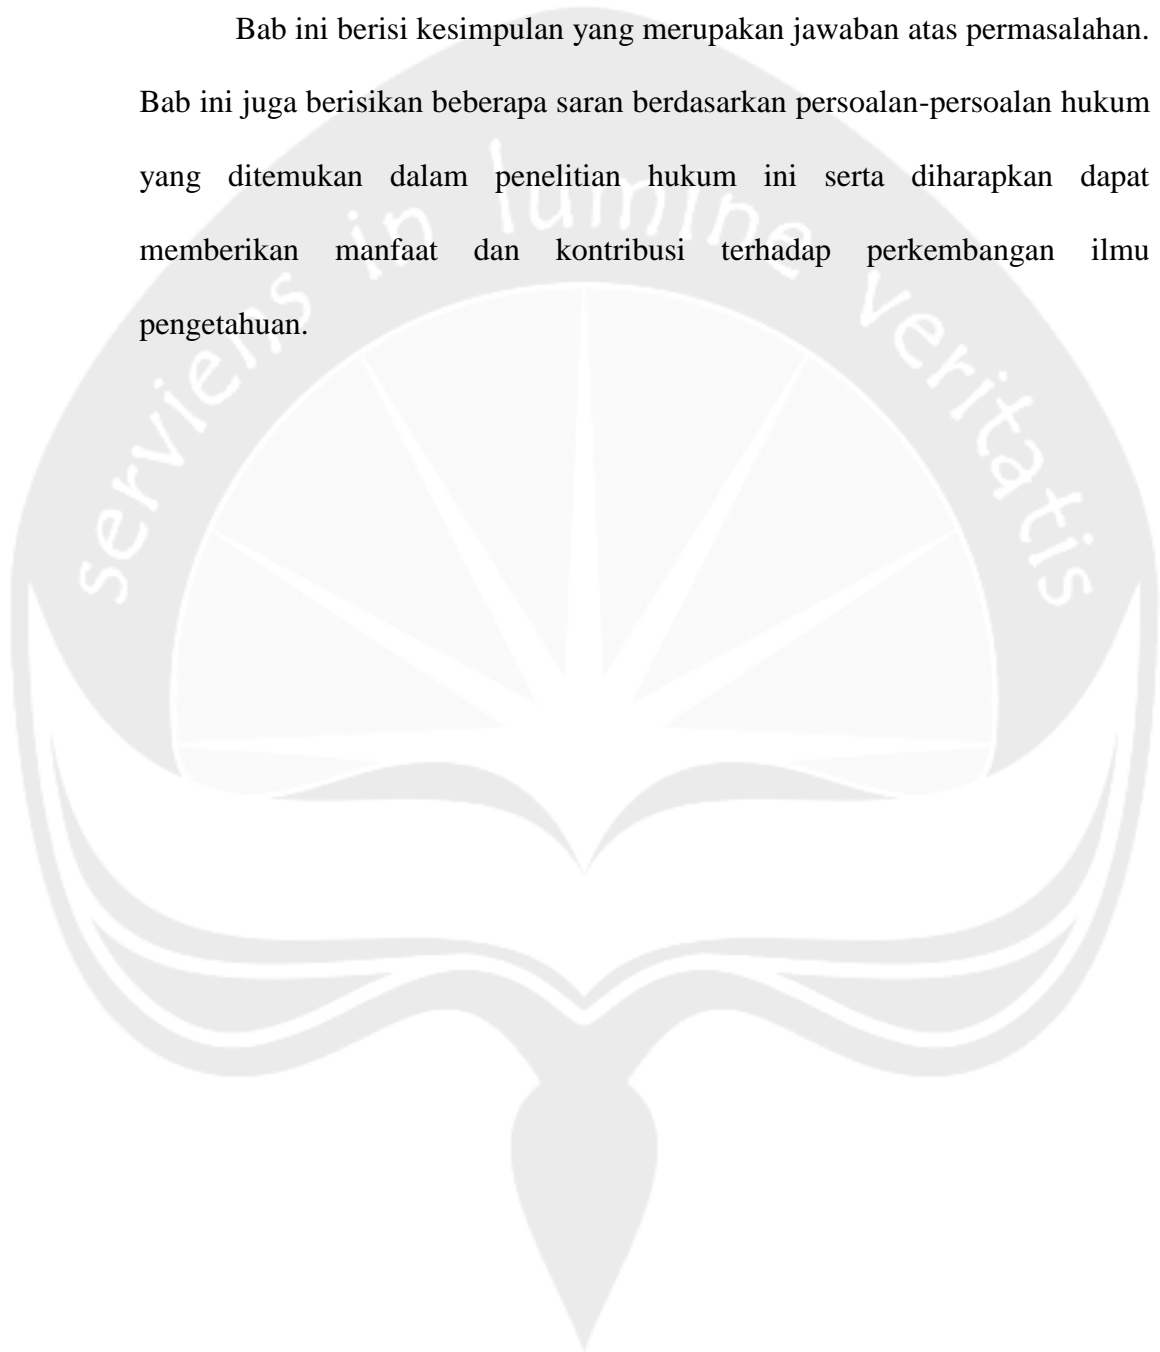 Bab ini berisi kesimpulan yang merupakan jawaban atas permasalahan.
Bab ini juga berisikan beberapa saran berdasarkan persoalan-persoalan hukum
yang ditemukan dalam penelitian hukum ini serta diharapkan dapat
memberikan manfaat dan kontribusi terhadap perkembangan ilmu
pengetahuan.
serviens in lumine veritatis